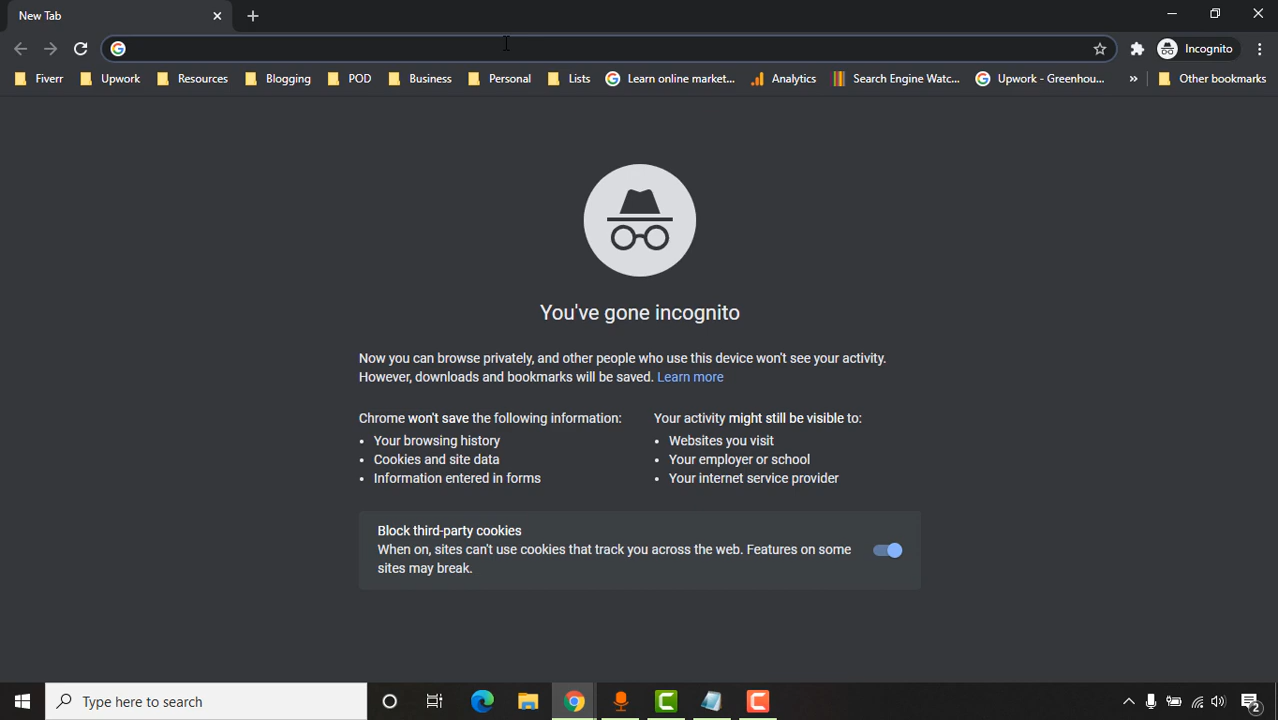 New Tab
Incognito
Fiverr
Upwork
Resources
Blogging
POD
Business
Personal
Lists
Learn online market...
Analytics
Search Engine Watc...
Upwork - Greenhou...
»
Other bookmarks
You've gone incognito
Now you can browse privately, and other people who use this device won't see your activity.
However, downloads and bookmarks will be saved. Learn more
Chrome won't save the following information:
• Your browsing history
• Cookies and site data
• Information entered in forms
Your activity might still be visible to:
• Websites you visit
• Your employer or school
• Your internet service provider
Block third-party cookies
When on, sites can't use cookies that track you across the web. Features on some
sites may break.
Type here to search
2